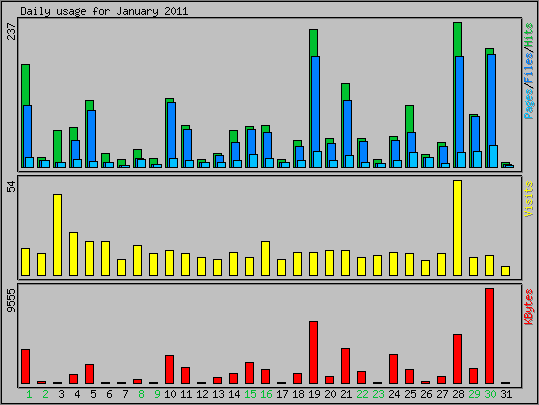 Daily usage for January 2011
237
Pages/Files/Hits
54
Visits
9555
KBytes
1 2 3 4 5 6 7 8 9 10 11 12 13 14 15 16 17 18 19 20 21 22 23 24 25 26 27 28 29 30 31